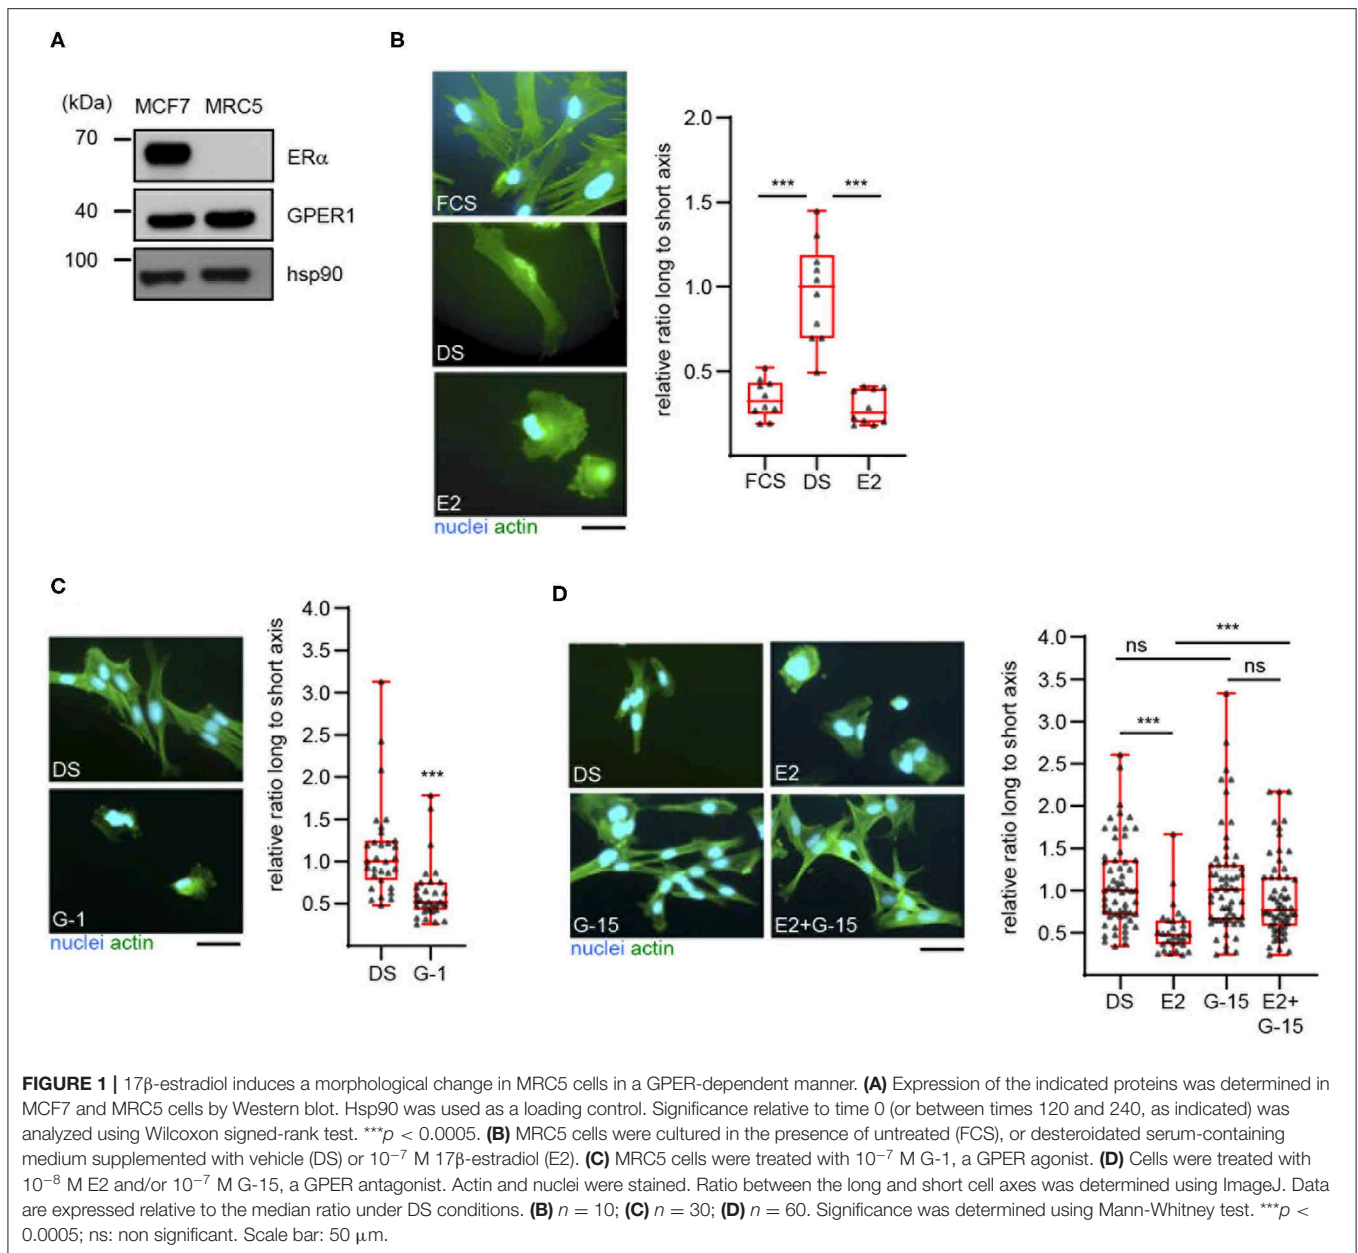 A
(kDa) MCF7 MRC5
70
ERα
40
GPER1
100
hsp90
B
FCS
DS
E2
nuclei actin
relative ratio long to short axis
2.0
1.5
1.0
0.5
*** ***
FCS DS E2
C
DS
G-1
nuclei actin
relative ratio long to short axis
4.0
3.5
3.0
2.5
2.0
1.5
1.0
0.5
***
DS G-1
D
DS
E2
G-15
E2+G-15
nuclei actin
relative ratio long to short axis
4.0
3.5
3.0
2.5
2.0
1.5
1.0
0.5
***
ns
ns
***
DS E2 G-15 E2+
G-15
FIGURE 1 | 17β-estradiol induces a morphological change in MRC5 cells in a GPER-dependent manner. (A) Expression of the indicated proteins was determined in
MCF7 and MRC5 cells by Western blot. Hsp90 was used as a loading control. Significance relative to time 0 (or between times 120 and 240, as indicated) was
analyzed using Wilcoxon signed-rank test. ***p < 0.0005. (B) MRC5 cells were cultured in the presence of untreated (FCS), or desteroidated serum-containing
medium supplemented with vehicle (DS) or 10⁻⁷ M 17β-estradiol (E2). (C) MRC5 cells were treated with 10⁻⁷ M G-1, a GPER agonist. (D) Cells were treated with
10⁻⁸ M E2 and/or 10⁻⁷ M G-15, a GPER antagonist. Actin and nuclei were stained. Ratio between the long and short cell axes was determined using ImageJ. Data
are expressed relative to the median ratio under DS conditions. (B) n = 10; (C) n = 30; (D) n = 60. Significance was determined using Mann-Whitney test. ***p <
0.0005; ns: non significant. Scale bar: 50 μm.